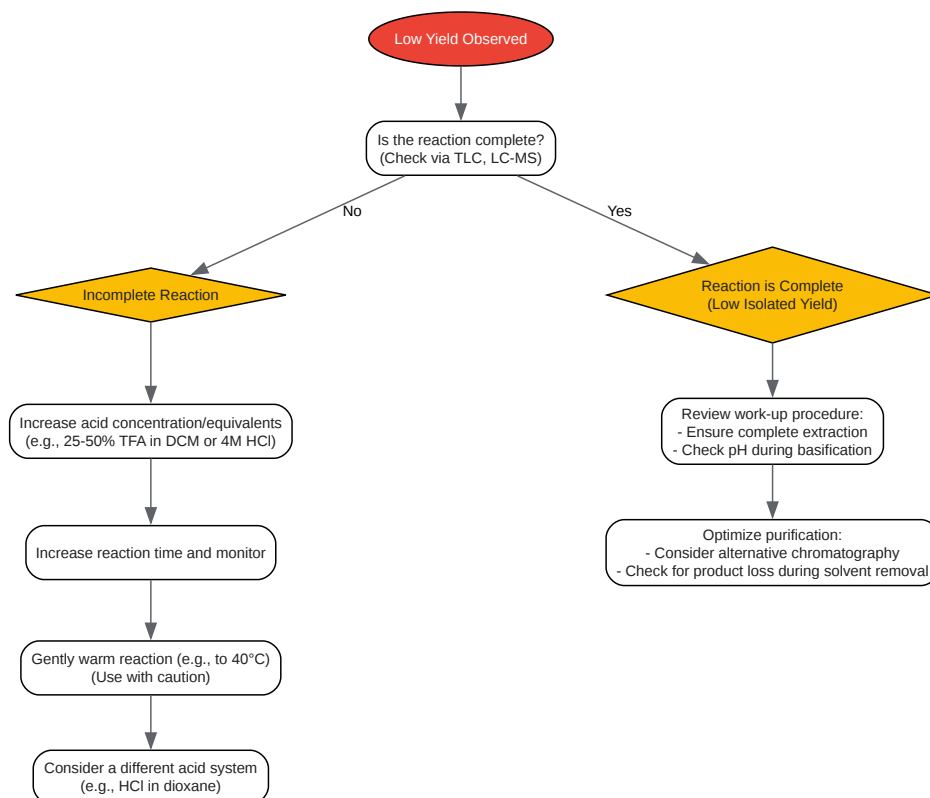 Low Yield Observed
Is the reaction complete?
(Check via TLC, LC-MS)
No
Yes
Incomplete Reaction
Reaction is Complete
(Low Isolated Yield)
Increase acid concentration/equivalents
(e.g., 25-50% TFA in DCM or 4M HCl)
Review work-up procedure:
- Ensure complete extraction
- Check pH during basification
Increase reaction time and monitor
Optimize purification:
- Consider alternative chromatography
- Check for product loss during solvent removal
Gently warm reaction (e.g., to 40°C)
(Use with caution)
Consider a different acid system
(e.g., HCl in dioxane)